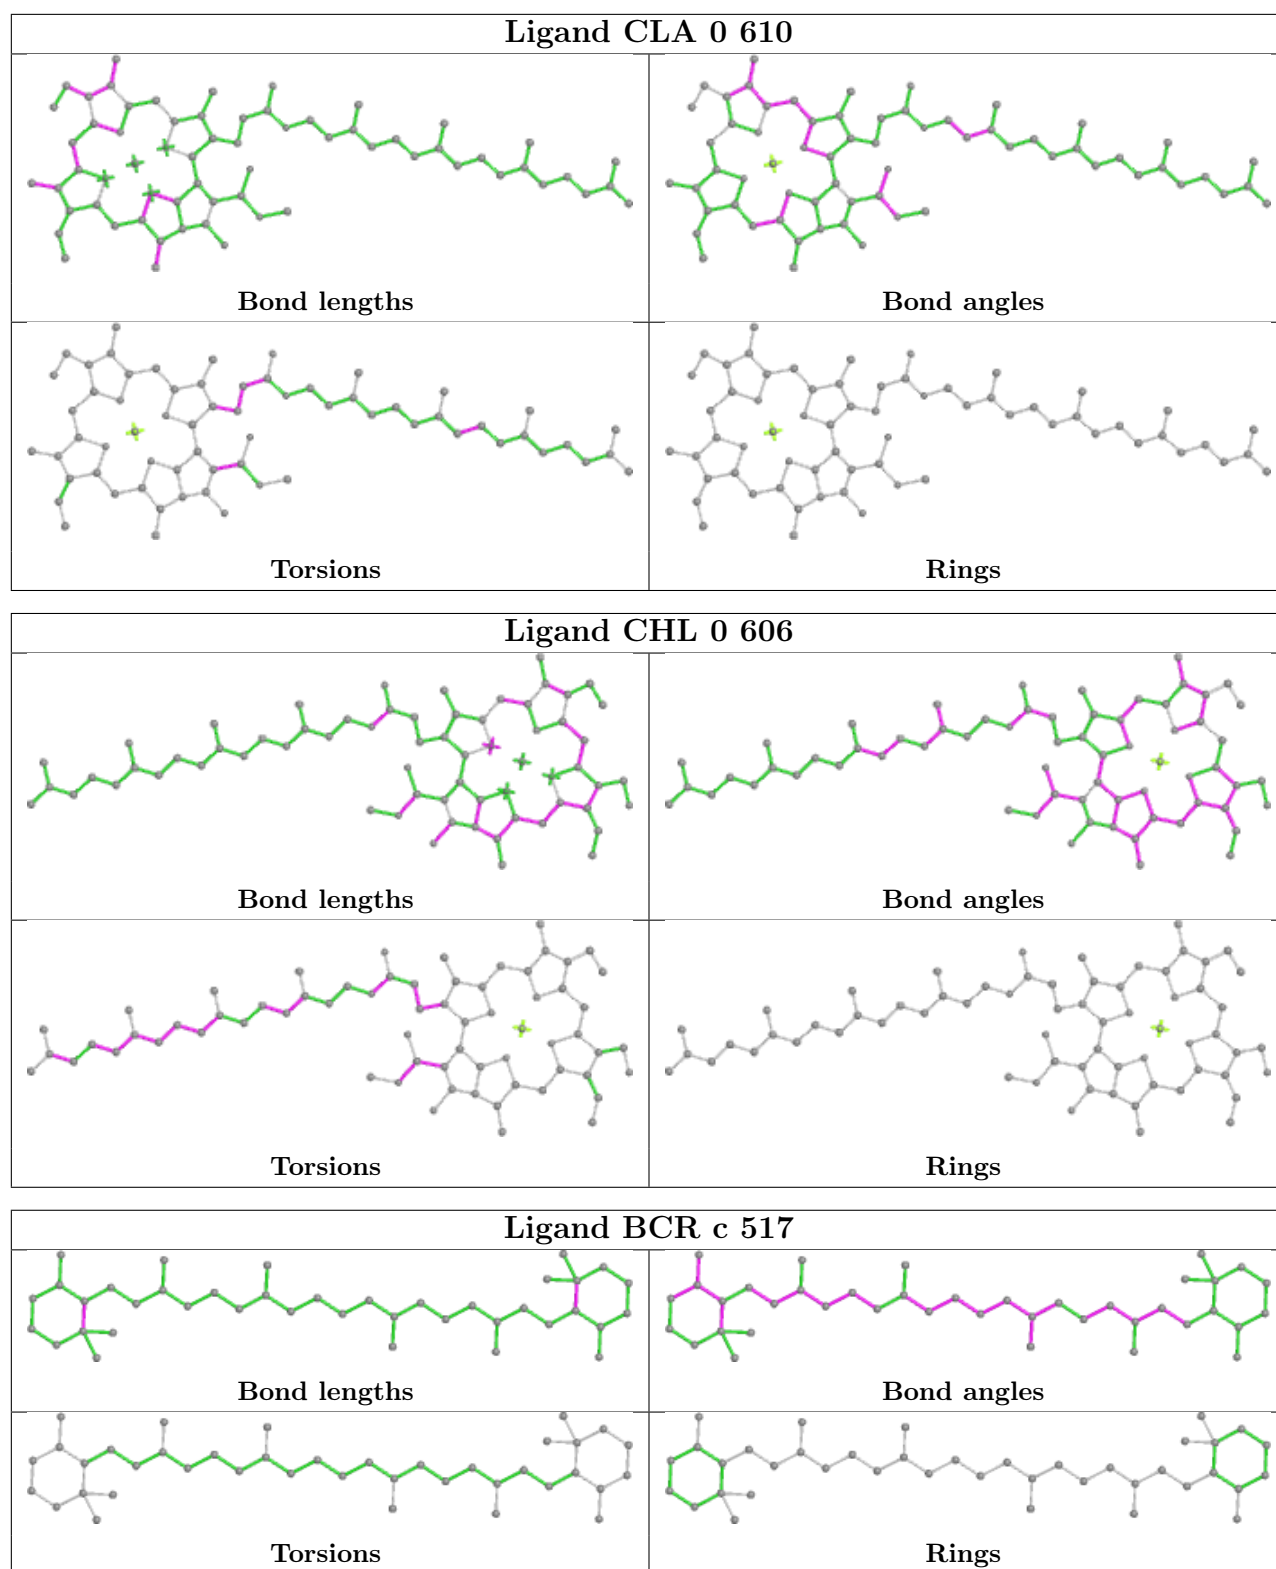 Ligand CLA 0 610
Bond lengths
Bond angles
Torsions
Rings
Ligand CHL 0 606
Bond lengths
Bond angles
Torsions
Rings
Ligand BCR c 517
Bond lengths
Bond angles
Torsions
Rings